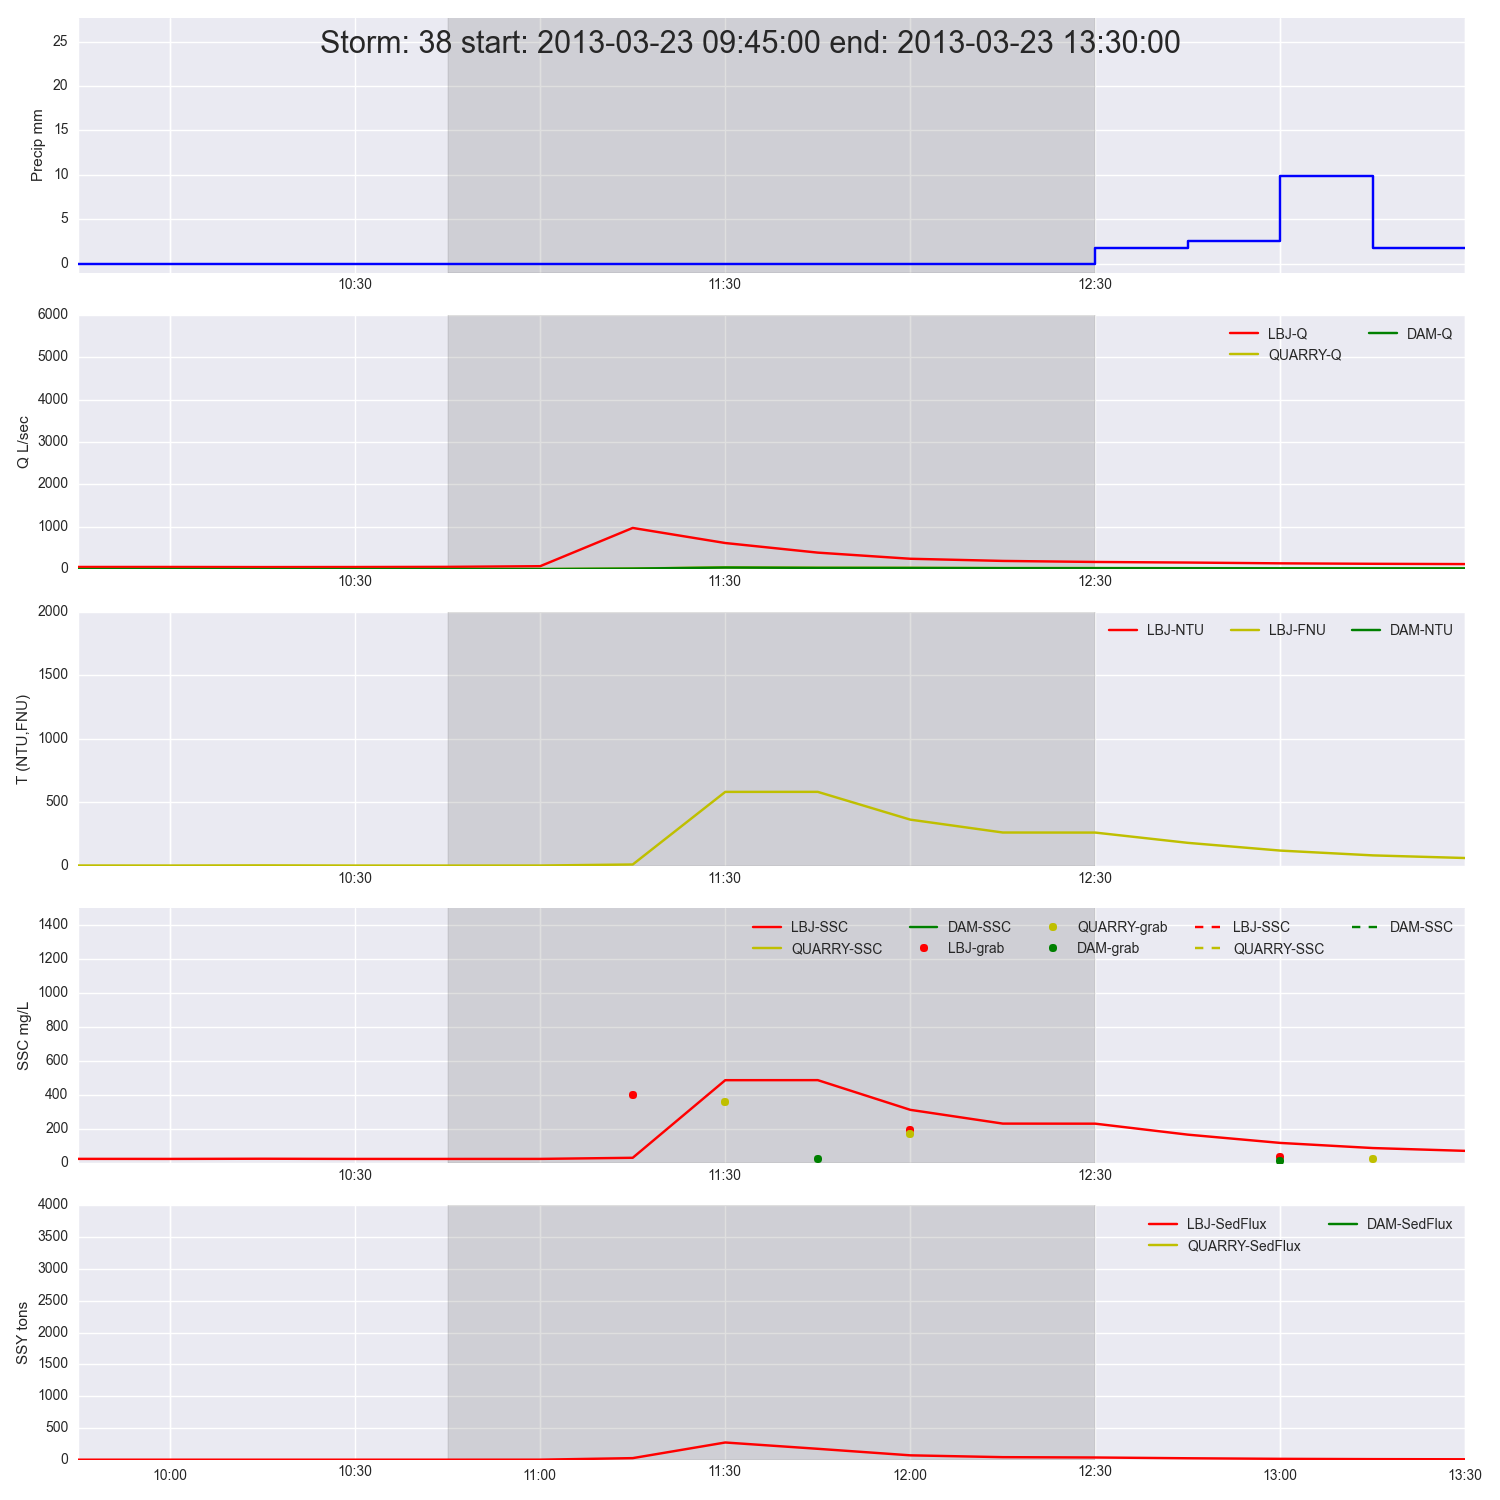 Storm: 38 start: 2013-03-23 09:45:00 end: 2013-03-23 13:30:00
Precip mm
25
20
15
10
5
0
10:30 11:30 12:30
Q L/sec
6000
5000
4000
3000
2000
1000
0
LBJ-Q DAM-Q
QUARRY-Q
10:30 11:30 12:30
T (NTU,FNU)
2000
1500
1000
500
0
LBJ-NTU LBJ-FNU DAM-NTU
10:30 11:30 12:30
SSC mg/L
1400
1200
1000
800
600
400
200
0
LBJ-SSC DAM-SSC QUARRY-grab LBJ-SSC DAM-SSC
QUARRY-SSC LBJ-grab DAM-grab QUARRY-SSC
10:30 11:30 12:30
SSY tons
4000
3500
3000
2500
2000
1500
1000
500
0
LBJ-SedFlux DAM-SedFlux
QUARRY-SedFlux
10:00 10:30 11:00 11:30 12:00 12:30 13:00 13:30